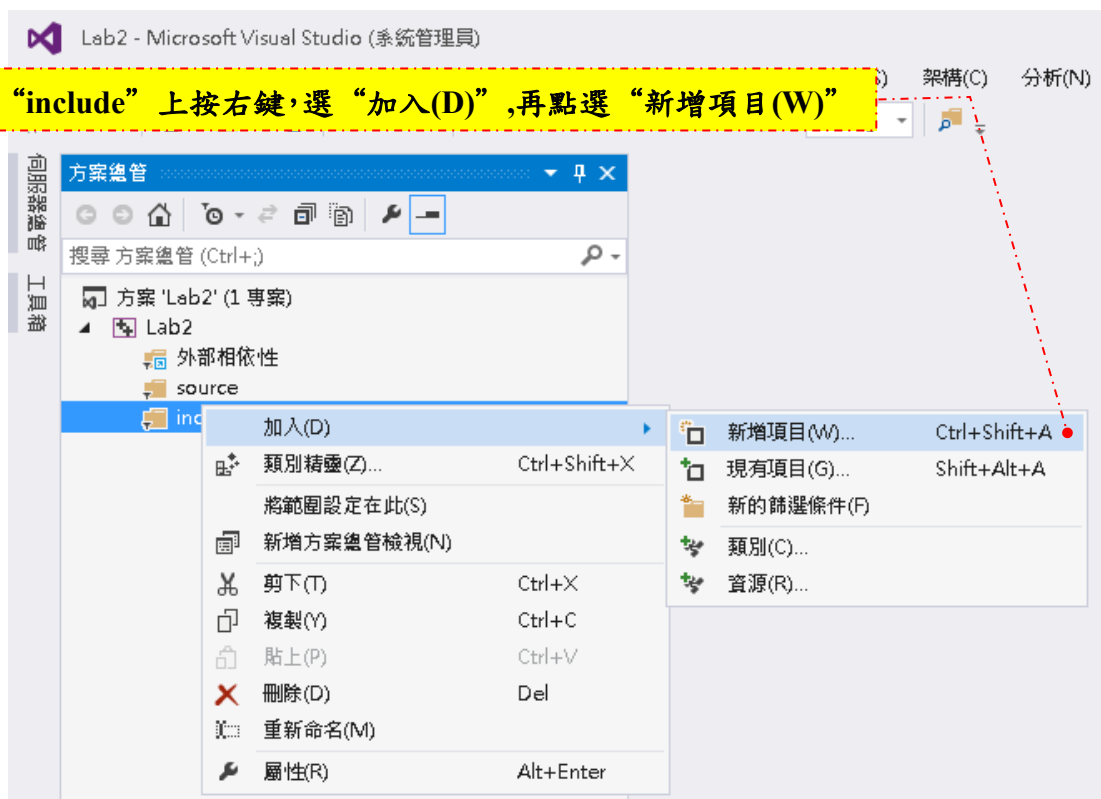 Lab2 - Microsoft Visual Studio (系統管理員)
架構(C) 分析(N)
“include”上按右鍵,選“加入(D)”,再點選“新增項目(W)”
伺服器總管
工具箱
方案總管
搜尋 方案總管 (Ctrl+;)
方案 'Lab2' (1 專案)
Lab2
外部相依性
source
inc
加入(D)
類別精靈(Z)... Ctrl+Shift+X
將範圍設定在此(S)
新增方案總管檢視(N)
剪下(T) Ctrl+X
複製(Y) Ctrl+C
貼上(P) Ctrl+V
刪除(D) Del
重新命名(M)
屬性(R) Alt+Enter
新增項目(W)... Ctrl+Shift+A
現有項目(G)... Shift+Alt+A
新的篩選條件(F)
類別(C)...
資源(R)...